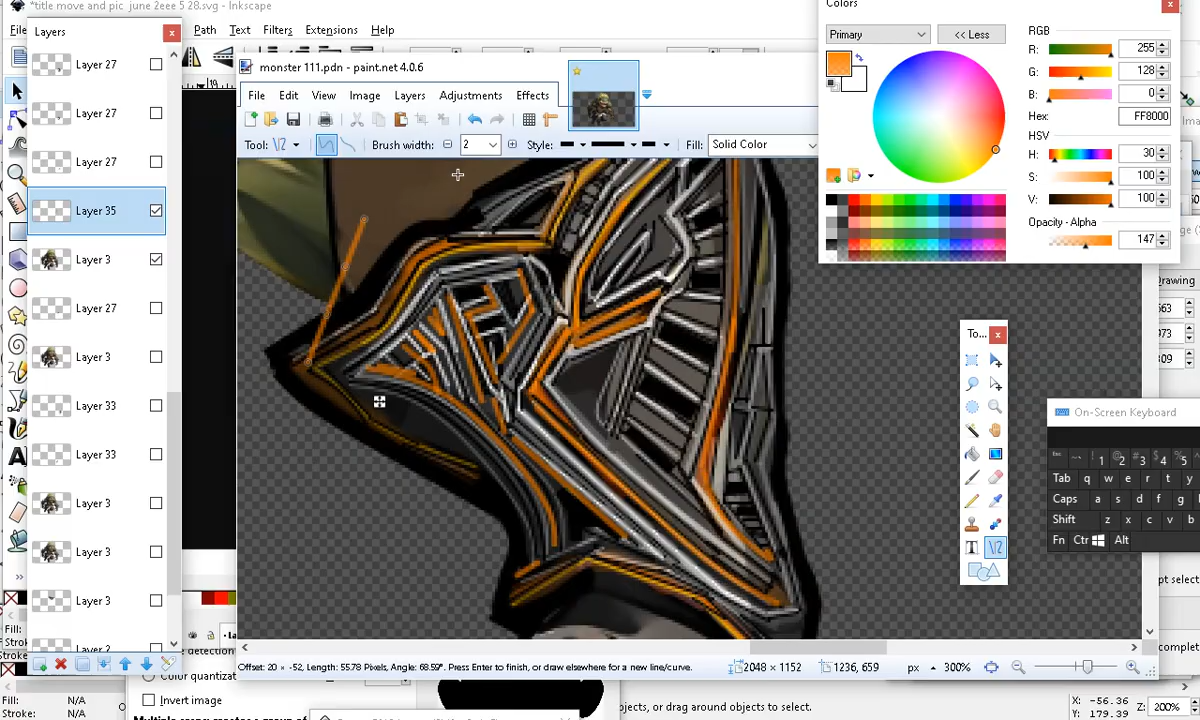 *title move and pic  june 2eee 5 28.svg - Inkscape
Path Text Filters Extensions Help
Layers
Layer 27
Layer 27
Layer 27
Layer 35
Layer 3
Layer 27
Layer 3
Layer 33
Layer 33
Layer 3
Layer 3
Layer 3
monster 111.pdn - paint.net 4.0.6
File Edit View Image Layers Adjustments Effects
Tool: Brush width: 2 Style: Fill: Solid Color
Colors
Primary << Less
RGB
R: 255
G: 128
B: 0
Hex: FF8000
HSV
H: 30
S: 100
V: 100
Opacity - Alpha
147
To...
On-Screen Keyboard
Tab q w e r t y
Caps a s d f g
Shift z x c v b
Fn Ctr Alt
Offset: 20 × -52, Length: 55.78 Pixels, Angle: 68.59°. Press Enter to finish, or draw elsewhere for a new line/curve.
2048 × 1152 1236, 659 px 300%
Fill: N/A
Stroke: N/A
Color quantiza
Invert image
bjects, or drag around objects to select.
X: -56.36
Y: 179.39
Z: 200%